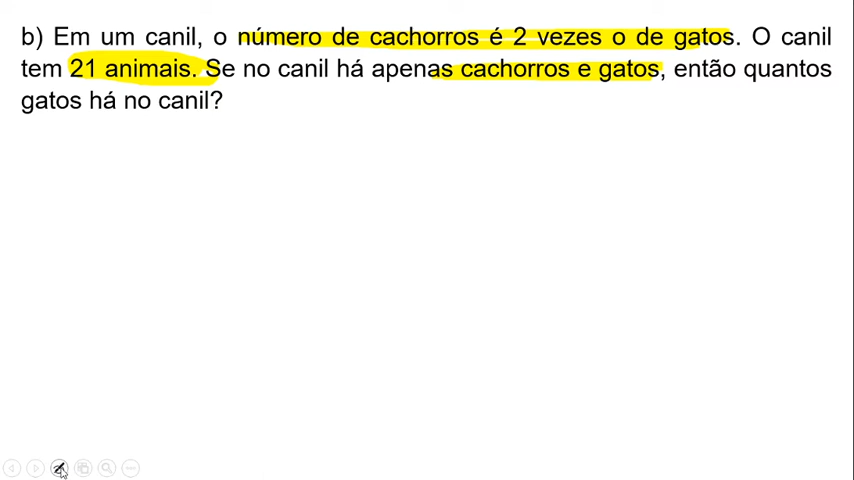 b) Em um canil, o número de cachorros é 2 vezes o de gatos. O canil
tem 21 animais. Se no canil há apenas cachorros e gatos, então quantos
gatos há no canil?